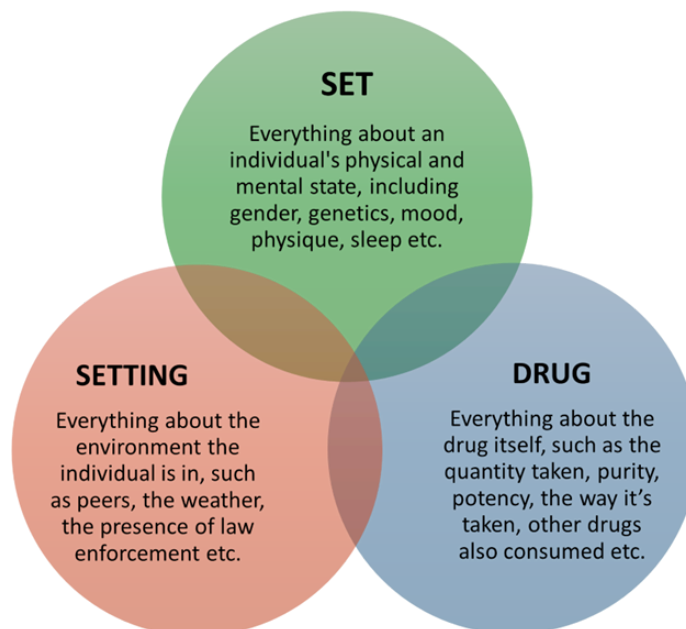 SET
Everything about an
individual's physical and
mental state, including
gender, genetics, mood,
physique, sleep etc.
SETTING
Everything about the
environment the
individual is in, such
as peers, the weather,
the presence of law
enforcement etc.
DRUG
Everything about the
drug itself, such as the
quantity taken, purity,
potency, the way it’s
taken, other drugs
also consumed etc.